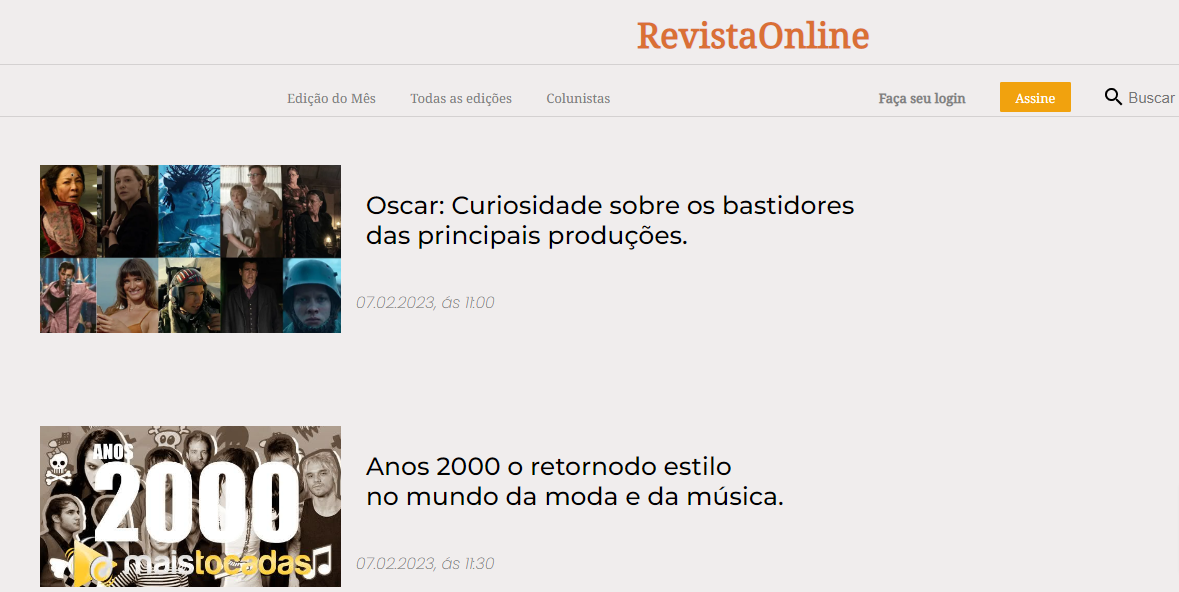 RevistaOnline
Edição do Mês Todas as edições Colunistas Faça seu login Assine Buscar
Oscar: Curiosidade sobre os bastidores
das principais produções.
07.02.2023, ás 11:00
ANOS
2000
maistocadas
Anos 2000 o retornodo estilo
no mundo da moda e da música.
07.02.2023, ás 11:30